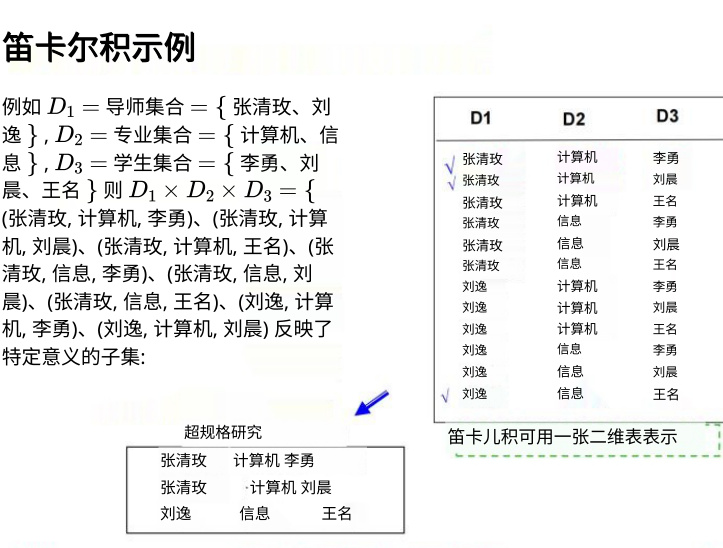 笛卡尔积示例
例如 D₁ = 导师集合 = { 张清玫、刘
逸 } , D₂ = 专业集合 = { 计算机、信
息 } , D₃ = 学生集合 = { 李勇、刘
晨、王名 } 则 D₁ × D₂ × D₃ = {
(张清玫, 计算机, 李勇)、(张清玫, 计算
机, 刘晨)、(张清玫, 计算机, 王名)、(张
清玫, 信息, 李勇)、(张清玫, 信息, 刘
晨)、(张清玫, 信息, 王名)、(刘逸, 计算
机, 李勇)、(刘逸, 计算机, 刘晨) 反映了
特定意义的子集:
D1 D2 D3
√ 张清玫 计算机 李勇
√ 张清玫 计算机 刘晨
张清玫 计算机 王名
张清玫 信息 李勇
张清玫 信息 刘晨
张清玫 信息 王名
刘逸 计算机 李勇
刘逸 计算机 刘晨
刘逸 计算机 王名
刘逸 信息 李勇
刘逸 信息 刘晨
√ 刘逸 信息 王名
笛卡儿积可用一张二维表表示
超规格研究
张清玫 计算机 李勇
张清玫 ·计算机 刘晨
刘逸 信息 王名